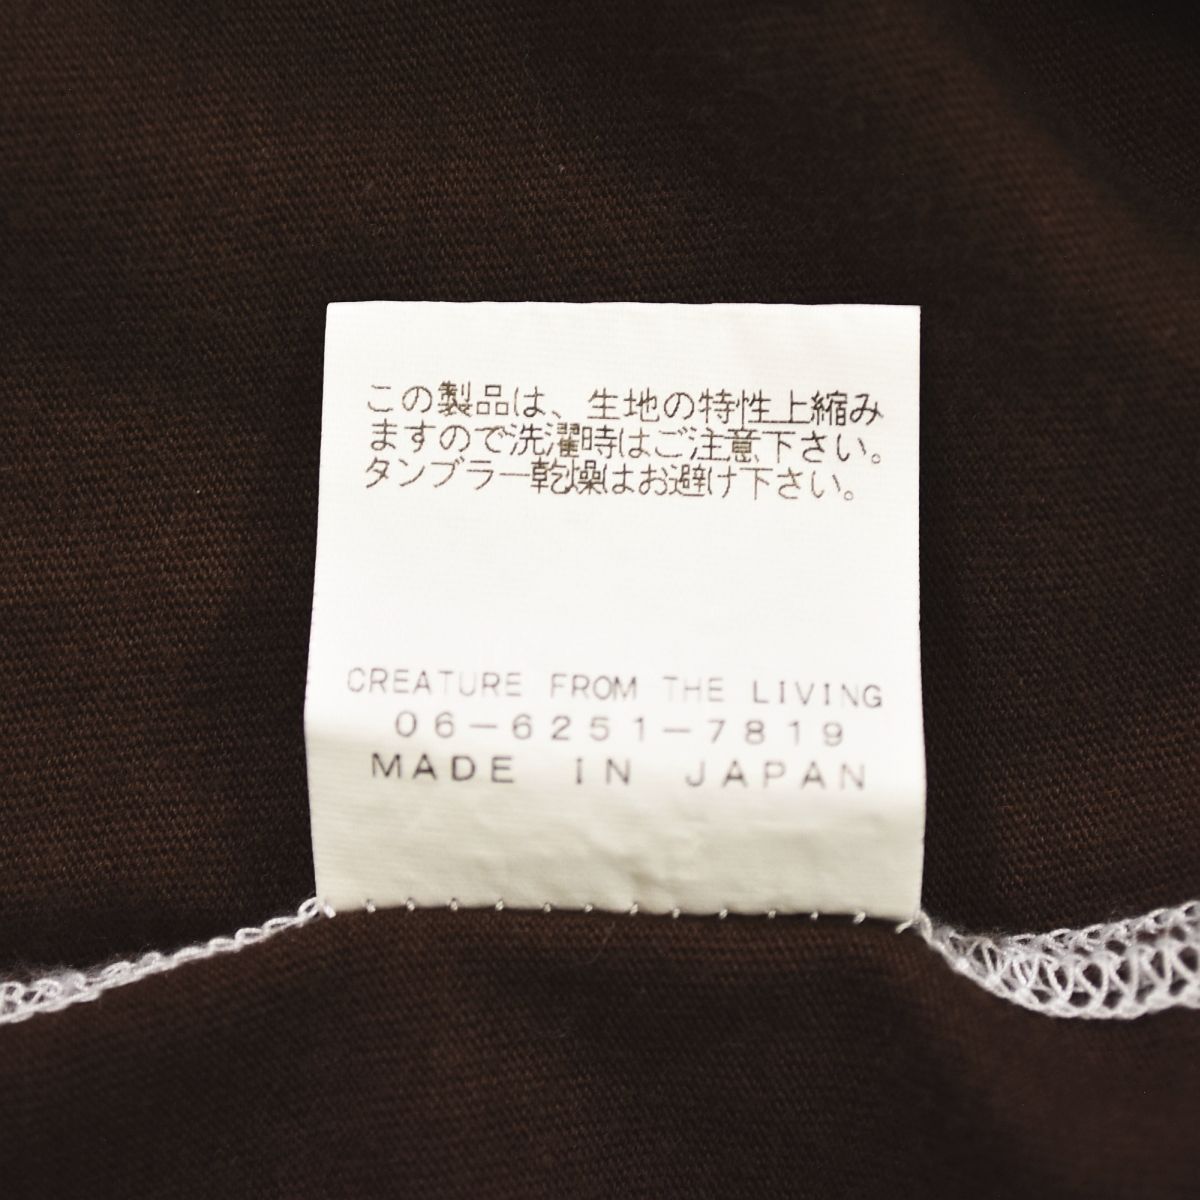 この製品は、生地の特性上縮み
ますので洗濯時はご注意下さい。
タンブラー乾燥はお避け下さい。
CREATURE FROM THE LIVING
06-6251-7819
MADE IN JAPAN